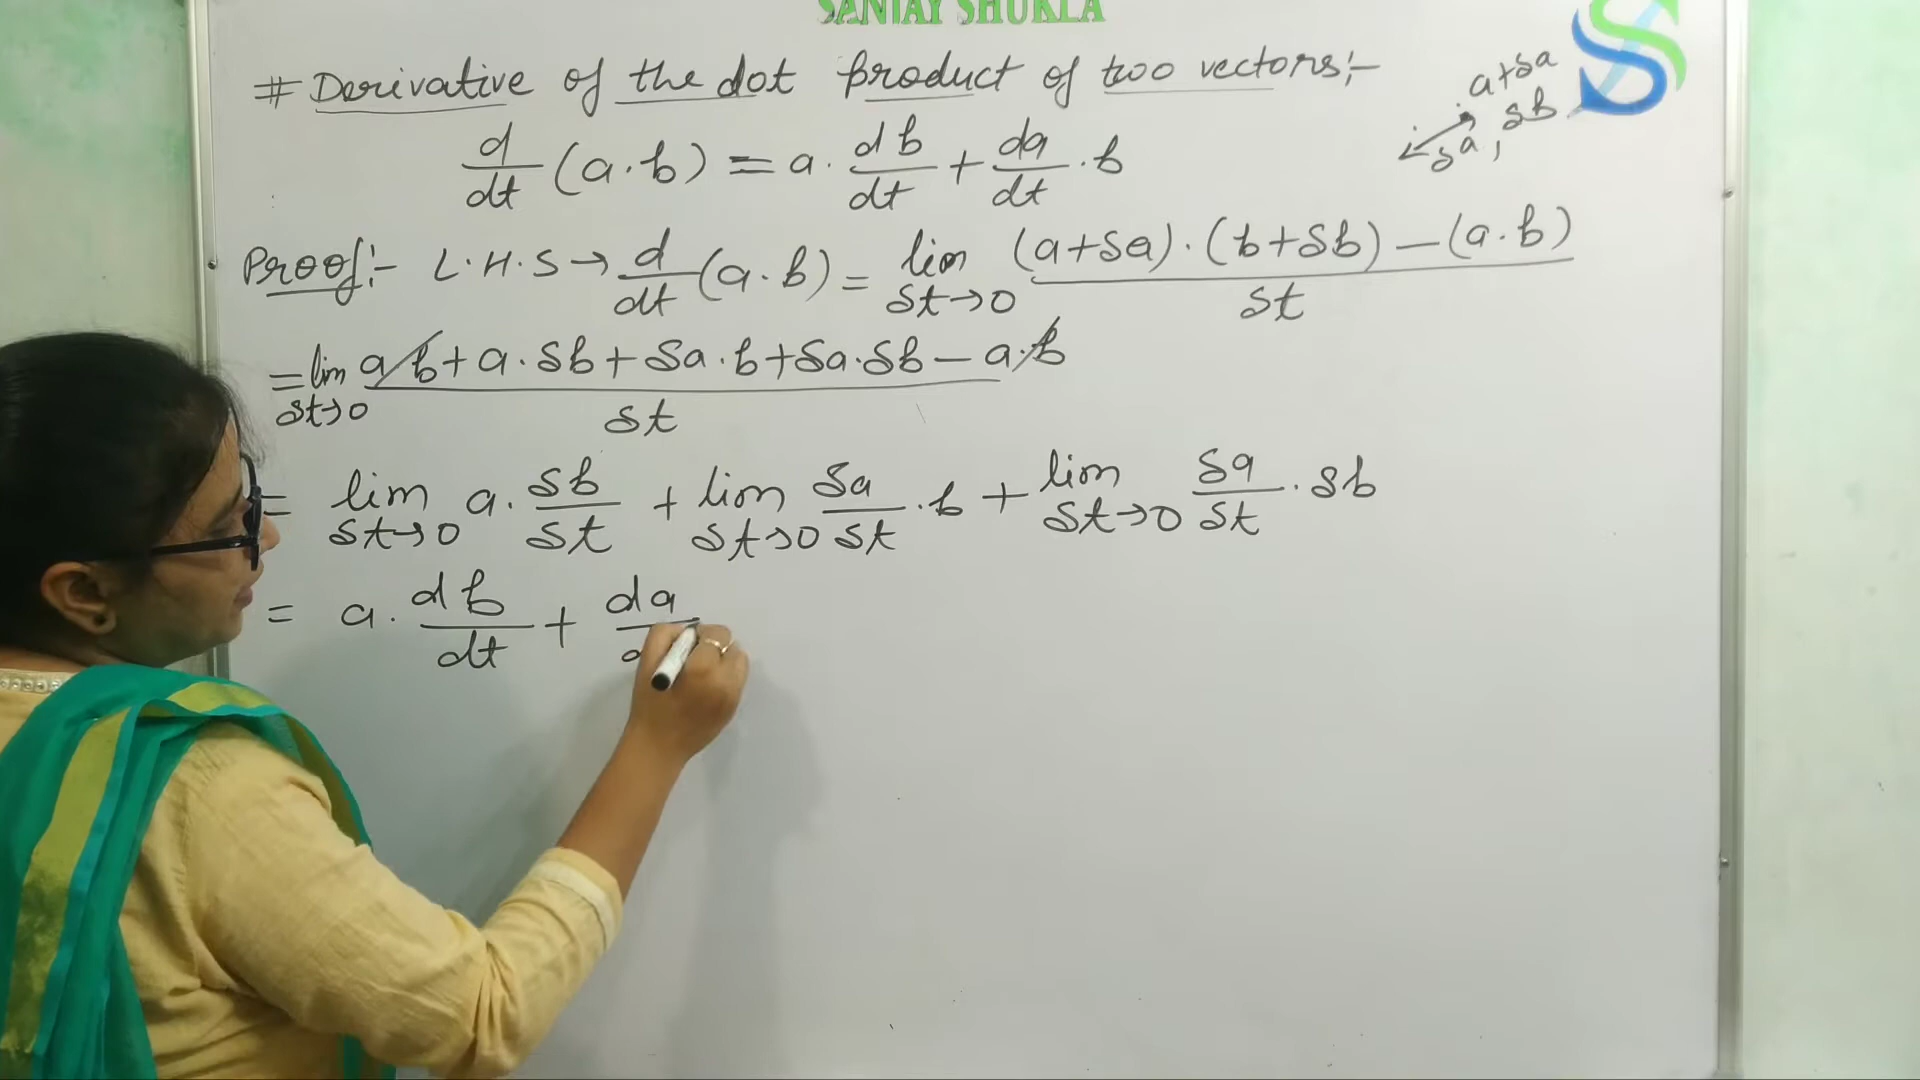 SANJAY SHUKLA
# Derivative of the dot product of two vectors:-
a+δa
δa, δb
d/dt (a·b) = a· db/dt + da/dt ·b
Proof:- L.H.S → d/dt (a·b) = lim δt→0 (a+δa)·(b+δb) – (a·b) / δt
= lim δt→0 a·b + a·δb + δa·b + δa·δb – a·b / δt
= lim δt→0 a· δb/δt + lim δt→0 δa/δt ·b + lim δt→0 δa/δt ·δb
= a· db/dt + da/d